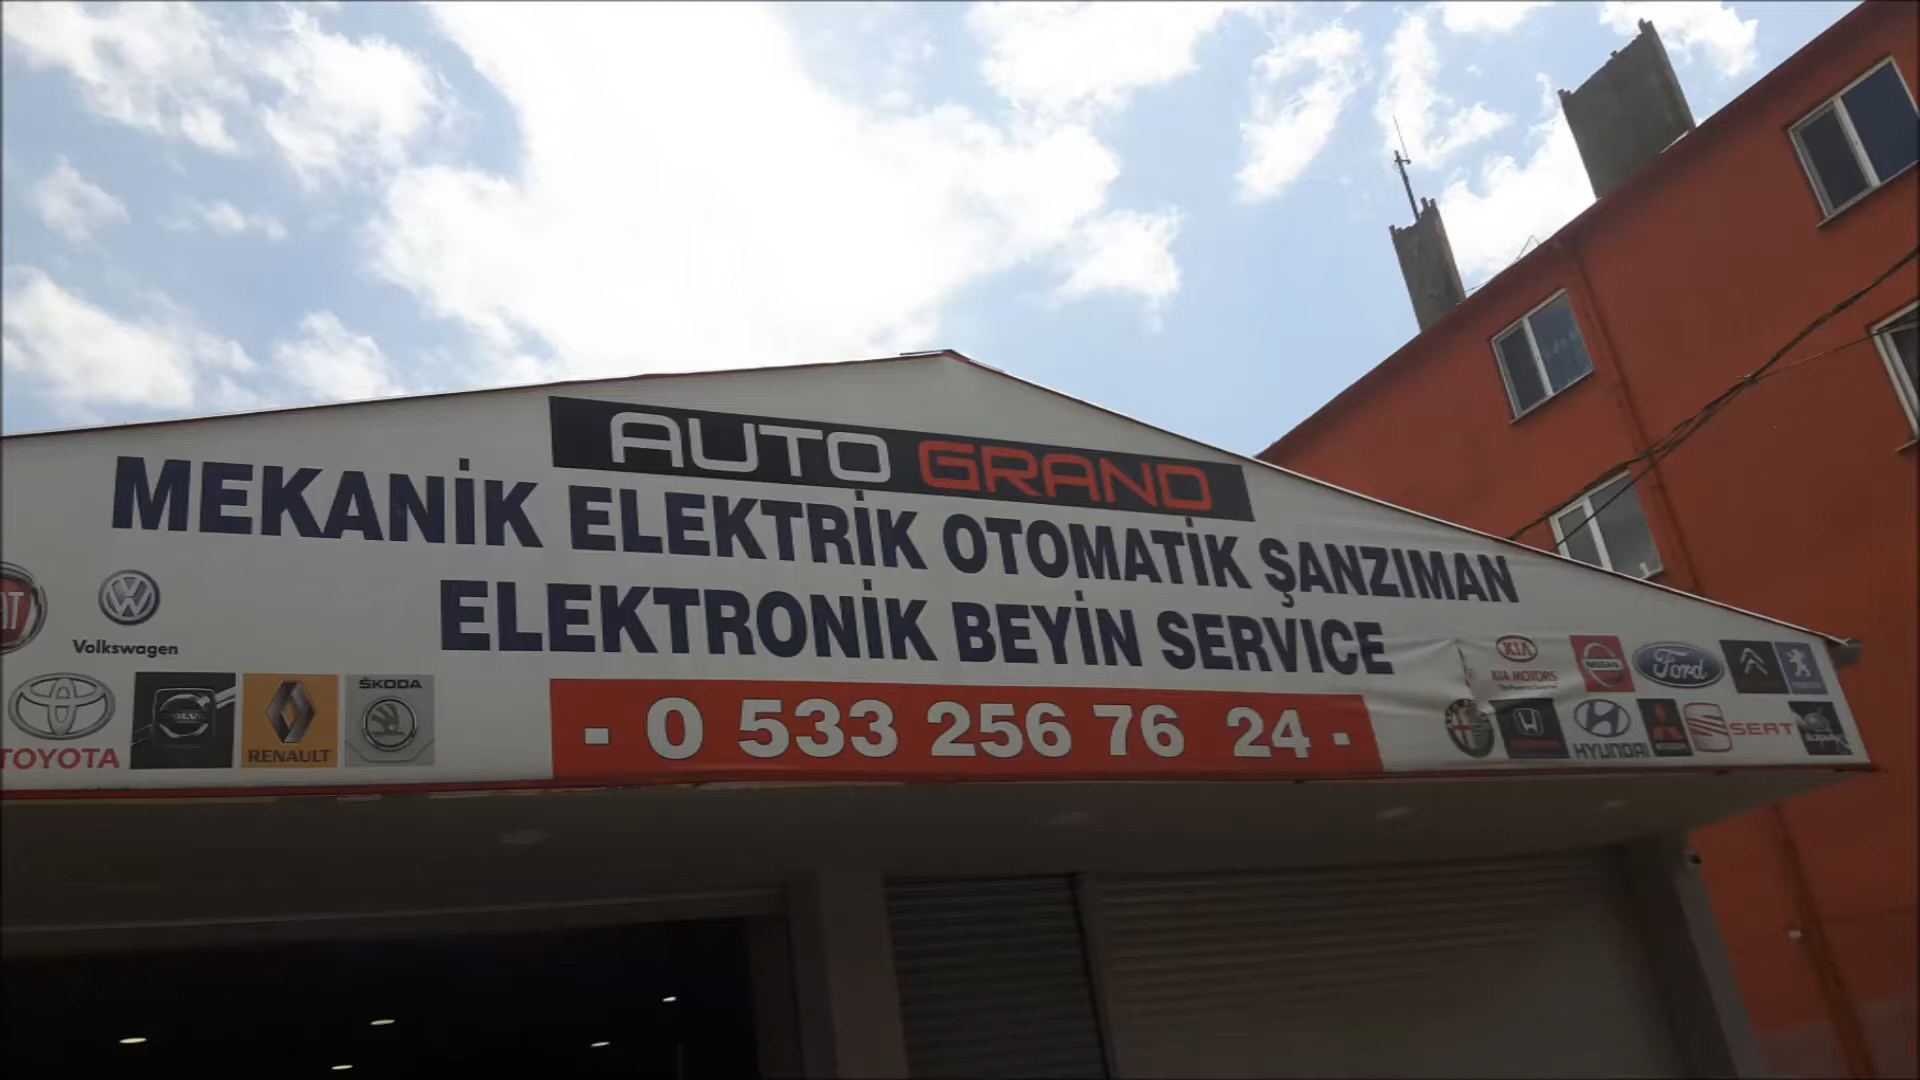 AUTO GRAND
MEKANİK ELEKTRİK OTOMATİK ŞANZIMAN
ELEKTRONİK BEYİN SERVICE
- 0 533 256 76 24 -
Volkswagen
TOYOTA
VOLVO
RENAULT
ŠKODA
KIA
KIA MOTORS
NISSAN
Ford
HYUNDAI
SEAT